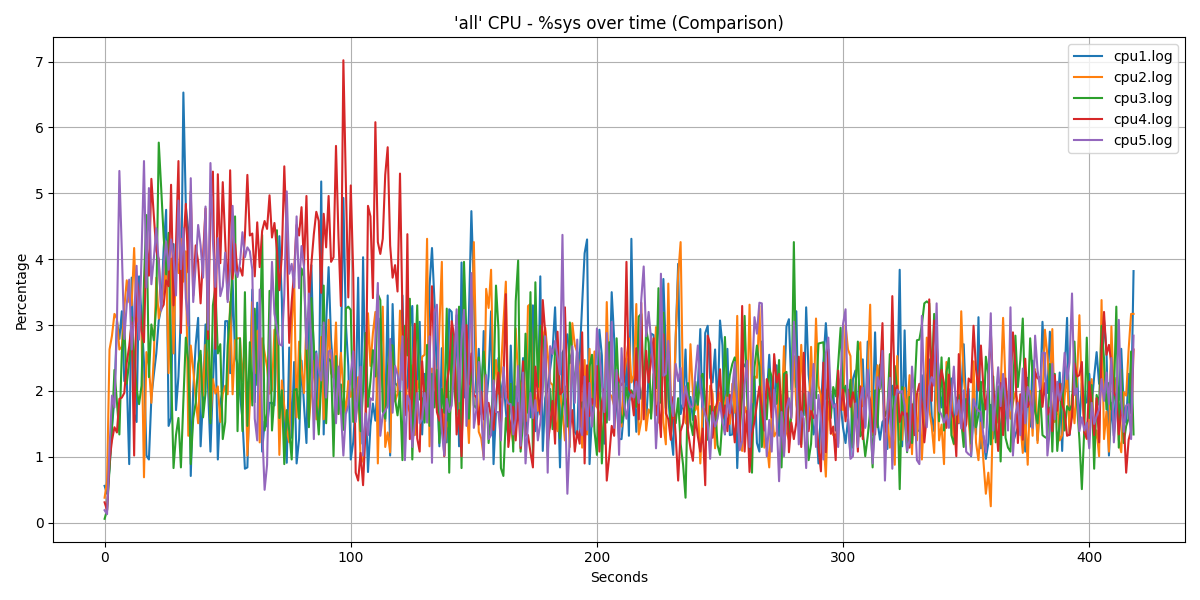 'all' CPU - %sys over time (Comparison)
7
6
5
4
3
2
1
0
Percentage
cpu1.log
cpu2.log
cpu3.log
cpu4.log
cpu5.log
0 100 200 300 400
Seconds